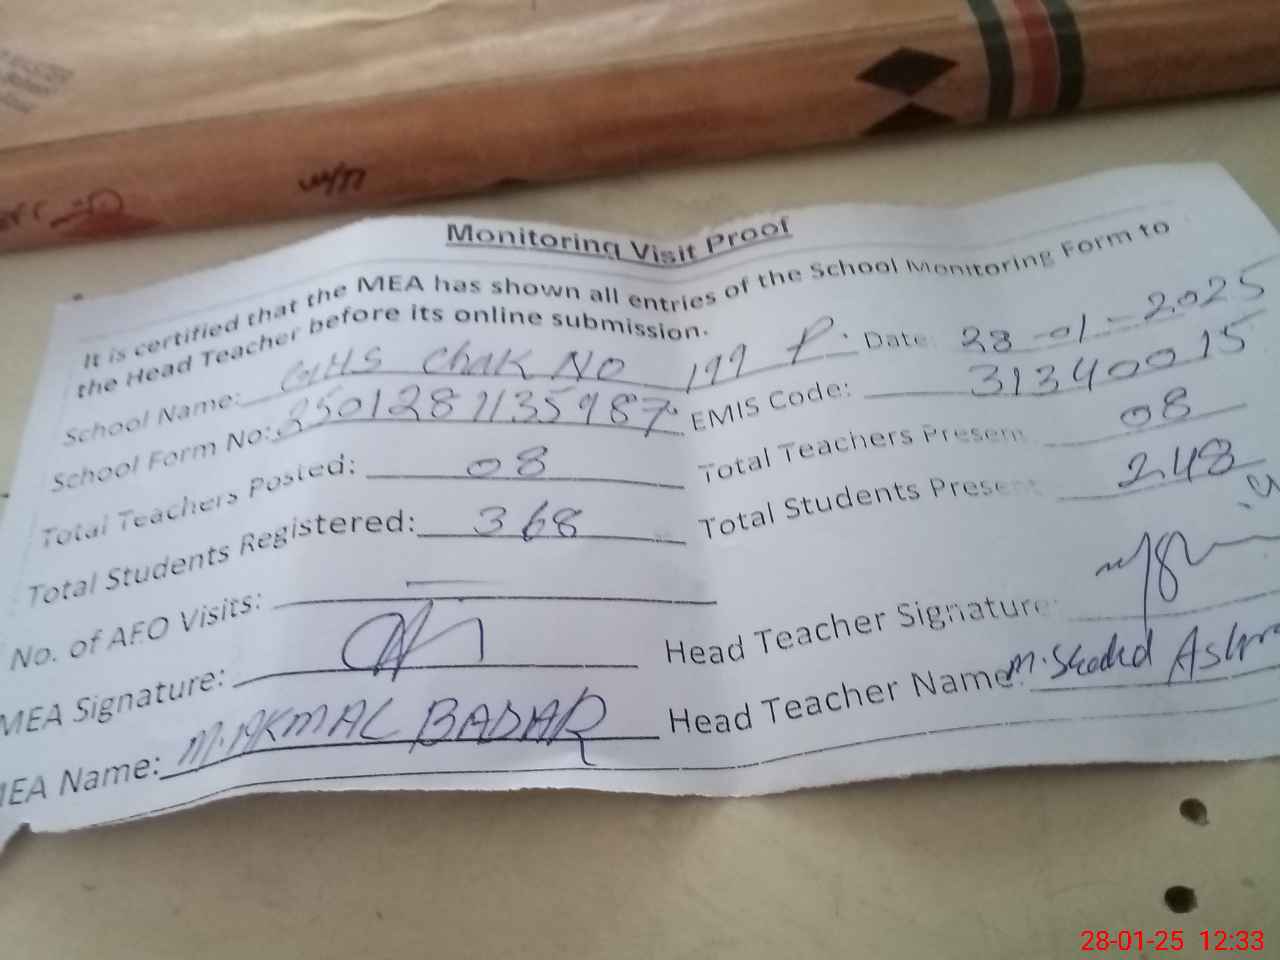 Monitoring Visit Proof
It is certified that the MEA has shown all entries of the School Monitoring Form to
the Head Teacher before its online submission.
School Name: GHS Chak NO 199 P. Date 28-01-2025
School Form No: 2501281135987 EMIS Code: 31340015
Total Teachers Posted: 08 Total Teachers Present 08
Total Students Registered: 368 Total Students Present 248
No. of AEO Visits: —
MEA Signature: Head Teacher Signature:
MEA Name: M. AKMAL BADAR Head Teacher Name M.
28-01-25 12:33